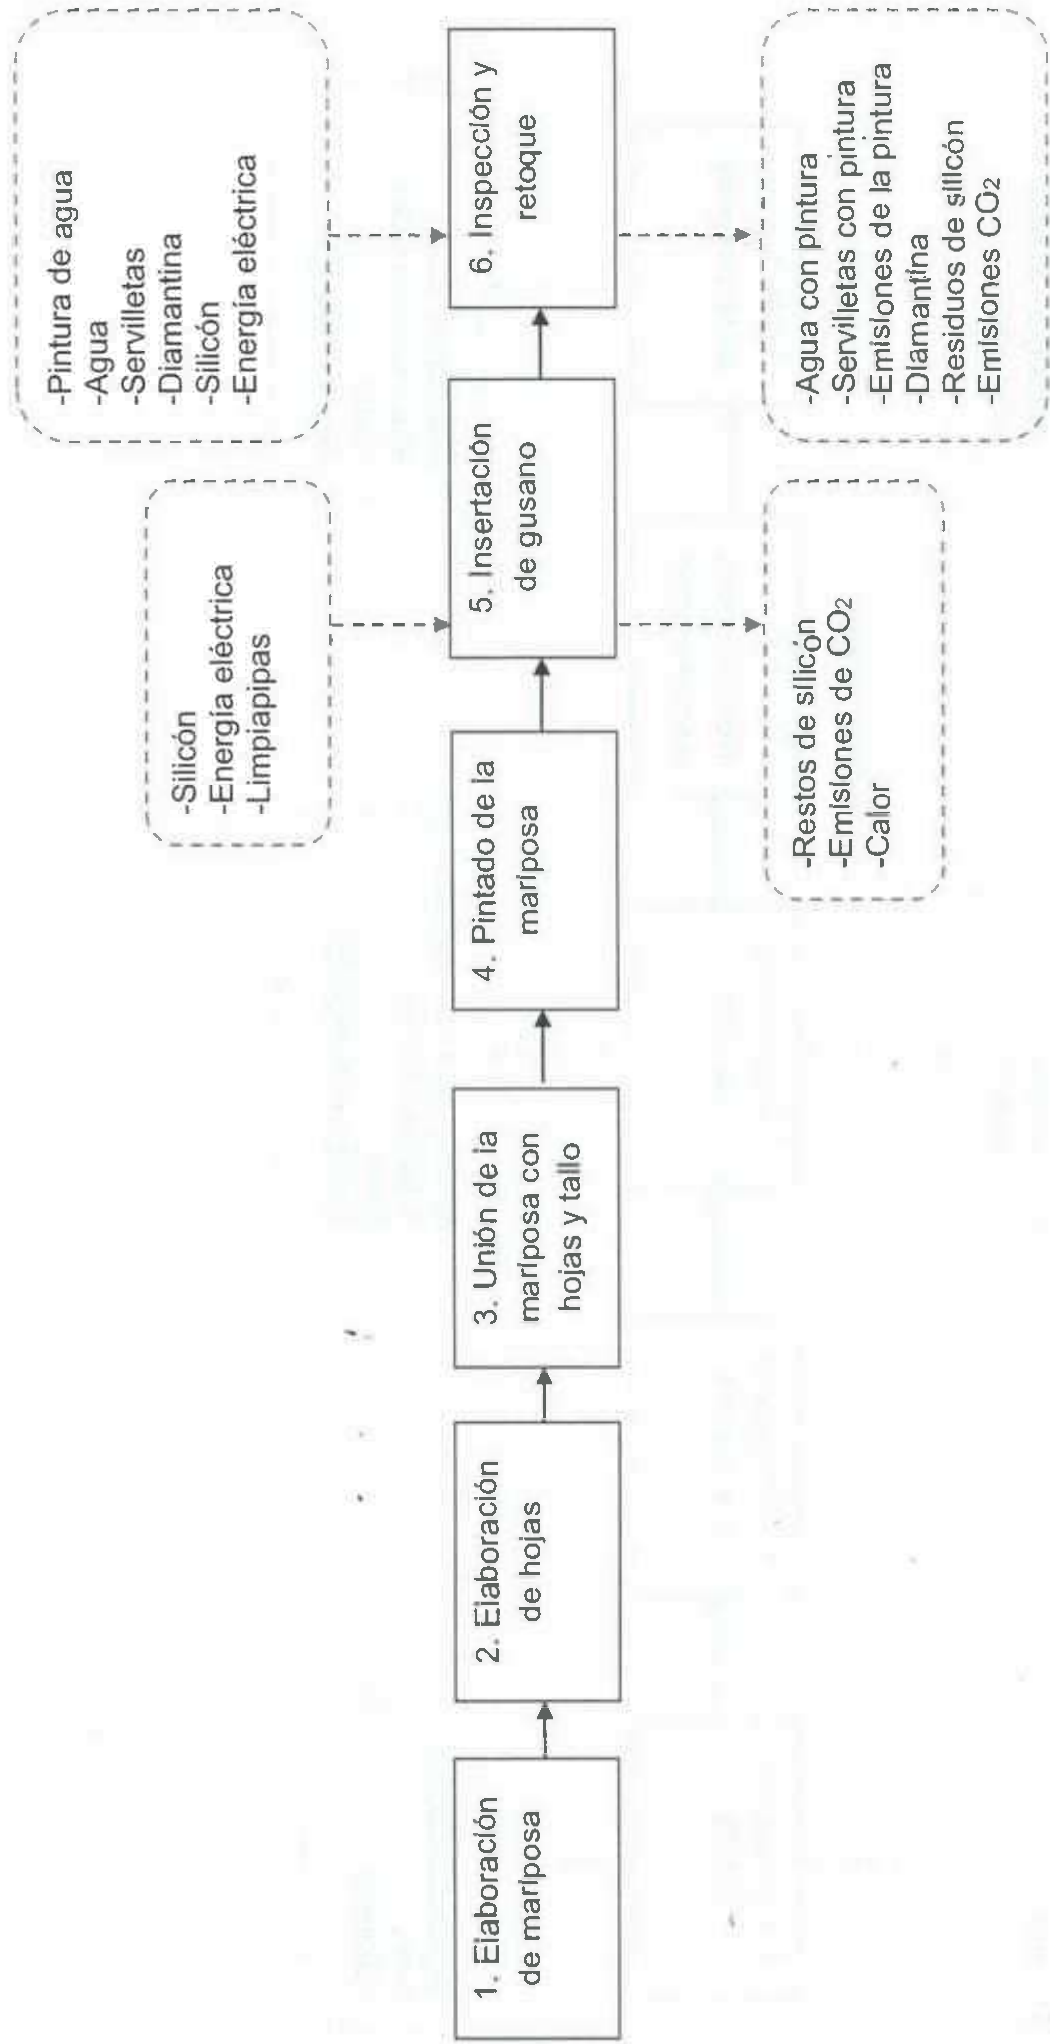 -Pintura de agua
-Agua
-Servilletas
-Diamantina
-Silicón
-Energía eléctrica
-Silicón
-Energía eléctrica
-Limpiapipas
1. Elaboración
de mariposa
2. Elaboración
de hojas
3. Unión de la
mariposa con
hojas y tallo
4. Pintado de la
mariposa
5. Insertación
de gusano
6. Inspección y
retoque
-Restos de silicón
-Emisiones de CO2
-Calor
-Agua con pintura
-Servilletas con pintura
-Emisiones de la pintura
-Diamantina
-Residuos de silicón
-Emisiones CO2